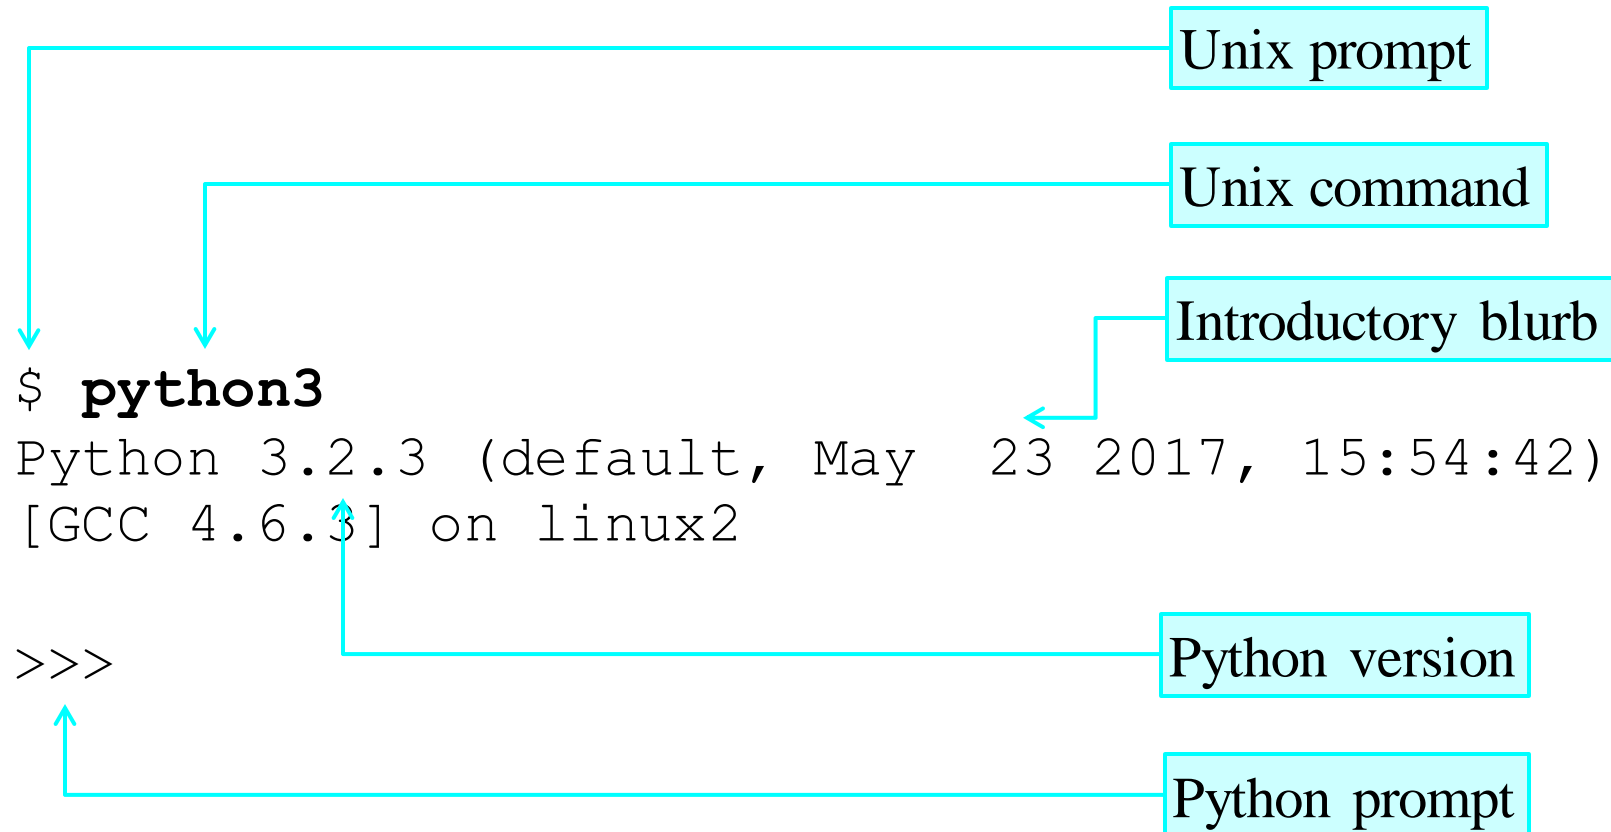 Unix prompt
Unix command
Introductory blurb
$ python3
Python 3.2.3 (default, May 23 2017, 15:54:42)
[GCC 4.6.3] on linux2
>>>
Python version
Python prompt